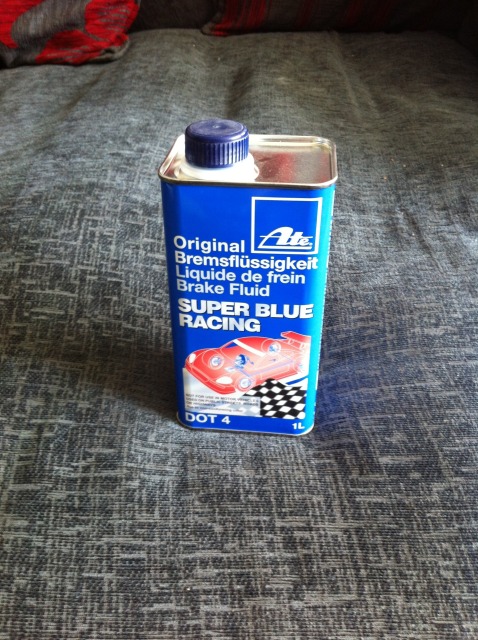 Ate
Original
Bremsflüssigkeit
Liquide de frein
Brake Fluid
SUPER BLUE
RACING
DOT 4
1L